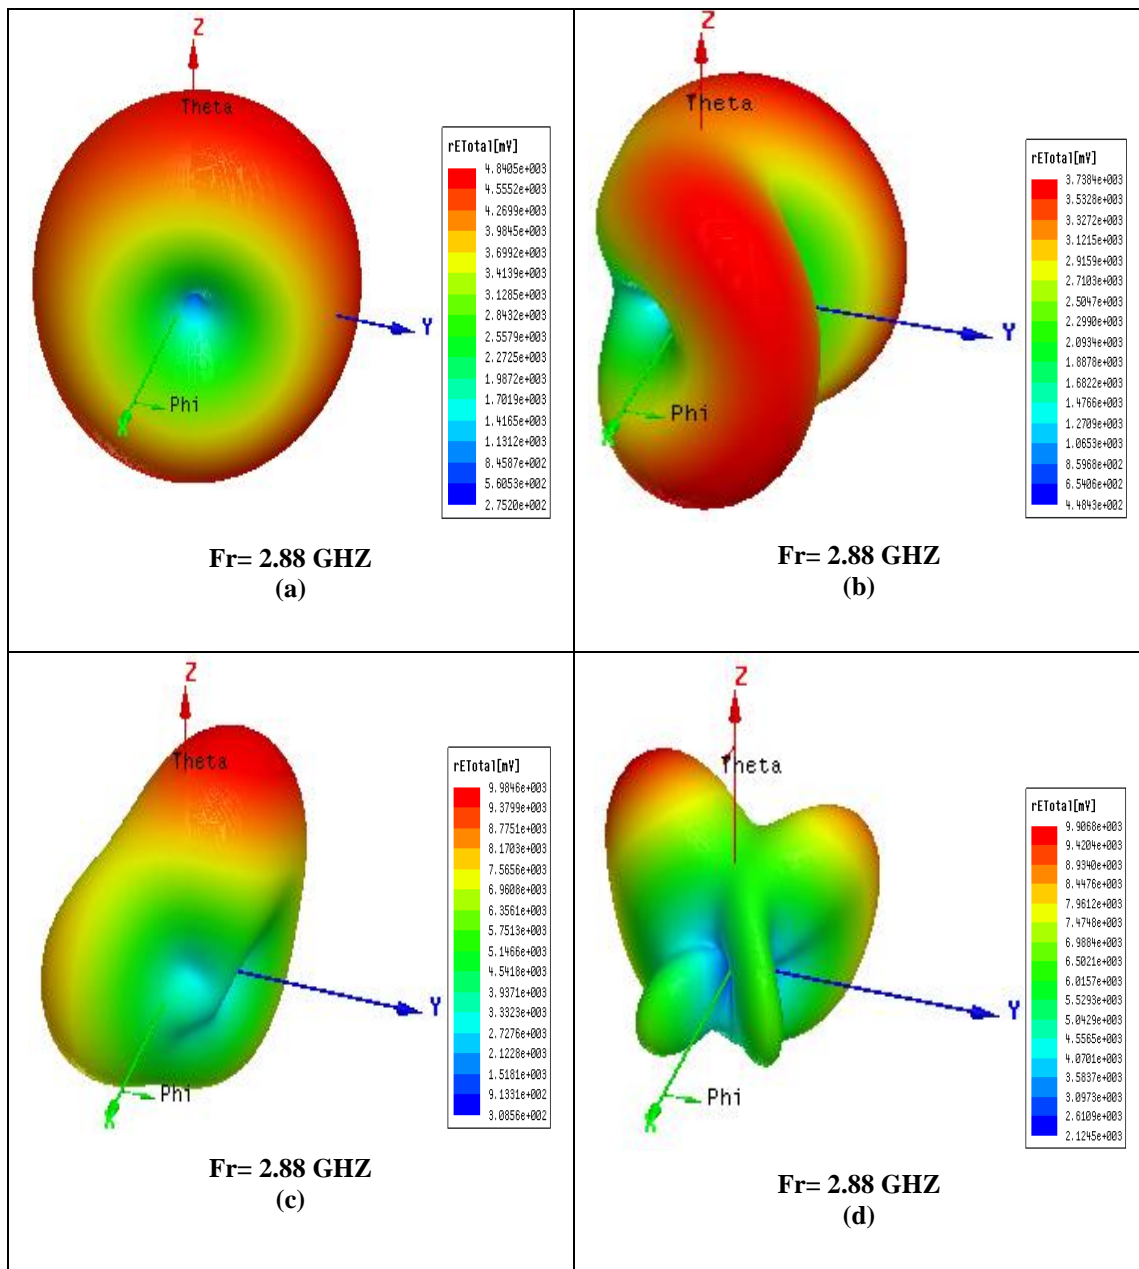 Z
Theta
Y
Phi
X
rETotal[mV]
4.8405e+003
4.5552e+003
4.2699e+003
3.9845e+003
3.6992e+003
3.4139e+003
3.1285e+003
2.8432e+003
2.5579e+003
2.2725e+003
1.9872e+003
1.7019e+003
1.4165e+003
1.1312e+003
8.4587e+002
5.6053e+002
2.7520e+002
Fr= 2.88 GHZ
(a)
Z
Theta
Y
Phi
X
rETotal[mV]
3.7384e+003
3.5328e+003
3.3272e+003
3.1215e+003
2.9159e+003
2.7103e+003
2.5047e+003
2.2990e+003
2.0934e+003
1.8878e+003
1.6822e+003
1.4766e+003
1.2709e+003
1.0653e+003
8.5968e+002
6.5406e+002
4.4843e+002
Fr= 2.88 GHZ
(b)
Z
Theta
Y
Phi
X
rETotal[mV]
9.9846e+003
9.3799e+003
8.7751e+003
8.1703e+003
7.5656e+003
6.9608e+003
6.3561e+003
5.7513e+003
5.1466e+003
4.5418e+003
3.9371e+003
3.3323e+003
2.7276e+003
2.1228e+003
1.5181e+003
9.1331e+002
3.0856e+002
Fr= 2.88 GHZ
(c)
Z
Theta
Y
Phi
X
rETotal[mV]
9.9068e+003
9.4204e+003
8.9340e+003
8.4476e+003
7.9612e+003
7.4748e+003
6.9884e+003
6.5021e+003
6.0157e+003
5.5293e+003
5.0429e+003
4.5565e+003
4.0701e+003
3.5837e+003
3.0973e+003
2.6109e+003
2.1245e+003
Fr= 2.88 GHZ
(d)